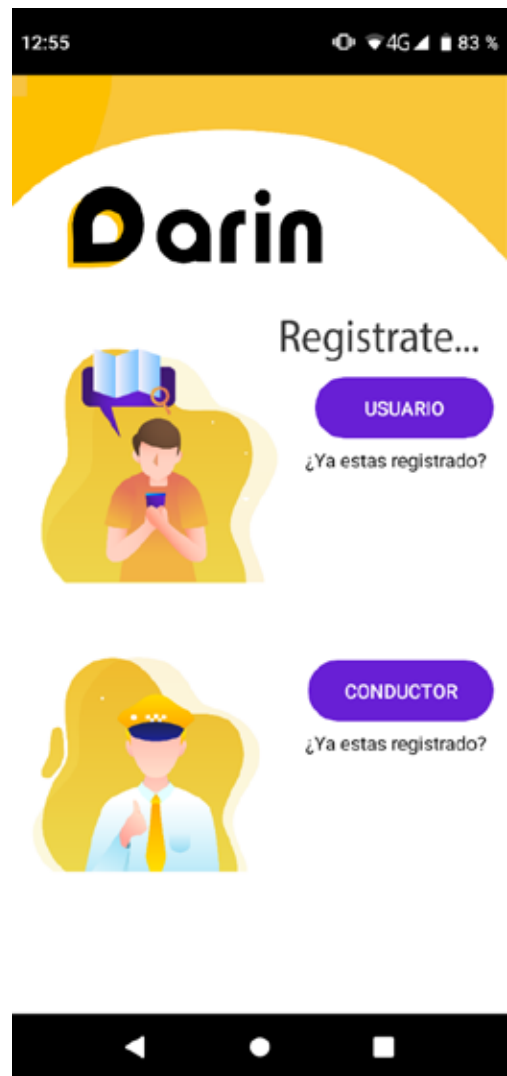 12:55
4G 83 %
Darin
Registrate...
USUARIO
¿Ya estas registrado?
CONDUCTOR
¿Ya estas registrado?